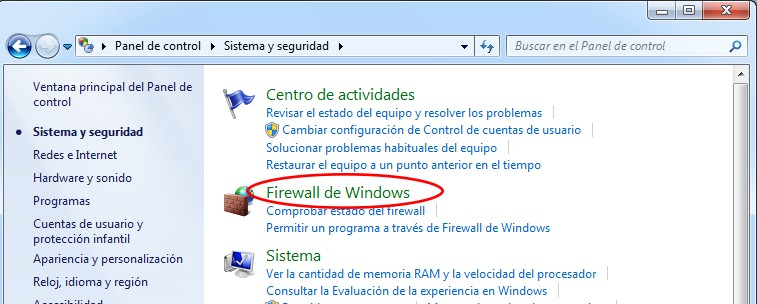 Panel de control
Sistema y seguridad
Buscar en el Panel de control
Ventana principal del Panel de
control
Sistema y seguridad
Redes e Internet
Hardware y sonido
Programas
Cuentas de usuario y
protección infantil
Apariencia y personalización
Reloj, idioma y región
Accesibilidad
Centro de actividades
Revisar el estado del equipo y resolver los problemas
Cambiar configuración de Control de cuentas de usuario
Solucionar problemas habituales del equipo
Restaurar el equipo a un punto anterior en el tiempo
Firewall de Windows
Comprobar estado del firewall
Permitir un programa a través de Firewall de Windows
Sistema
Ver la cantidad de memoria RAM y la velocidad del procesador
Consultar la Evaluación de la experiencia en Windows